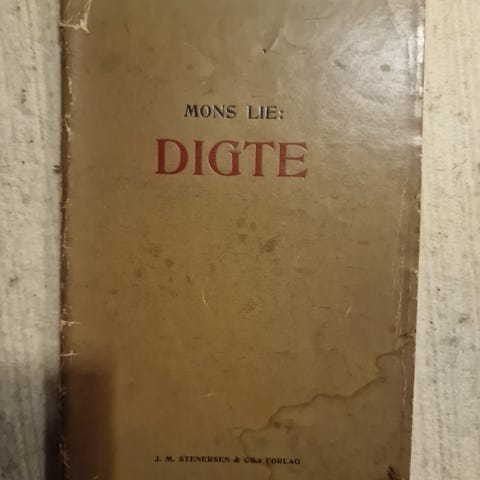 MONS LIE:
DIGTE
J. M. STENERSEN & CO.s FORLAG